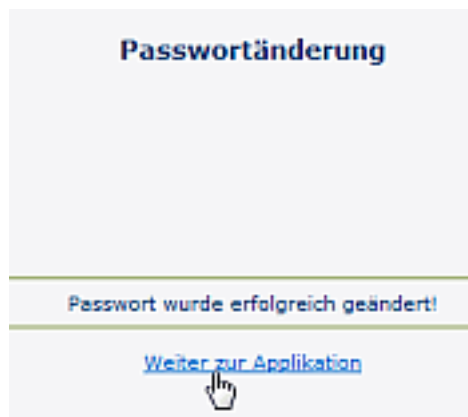 Passwortänderung
Passwort wurde erfolgreich geändert!
Weiter zur Applikation